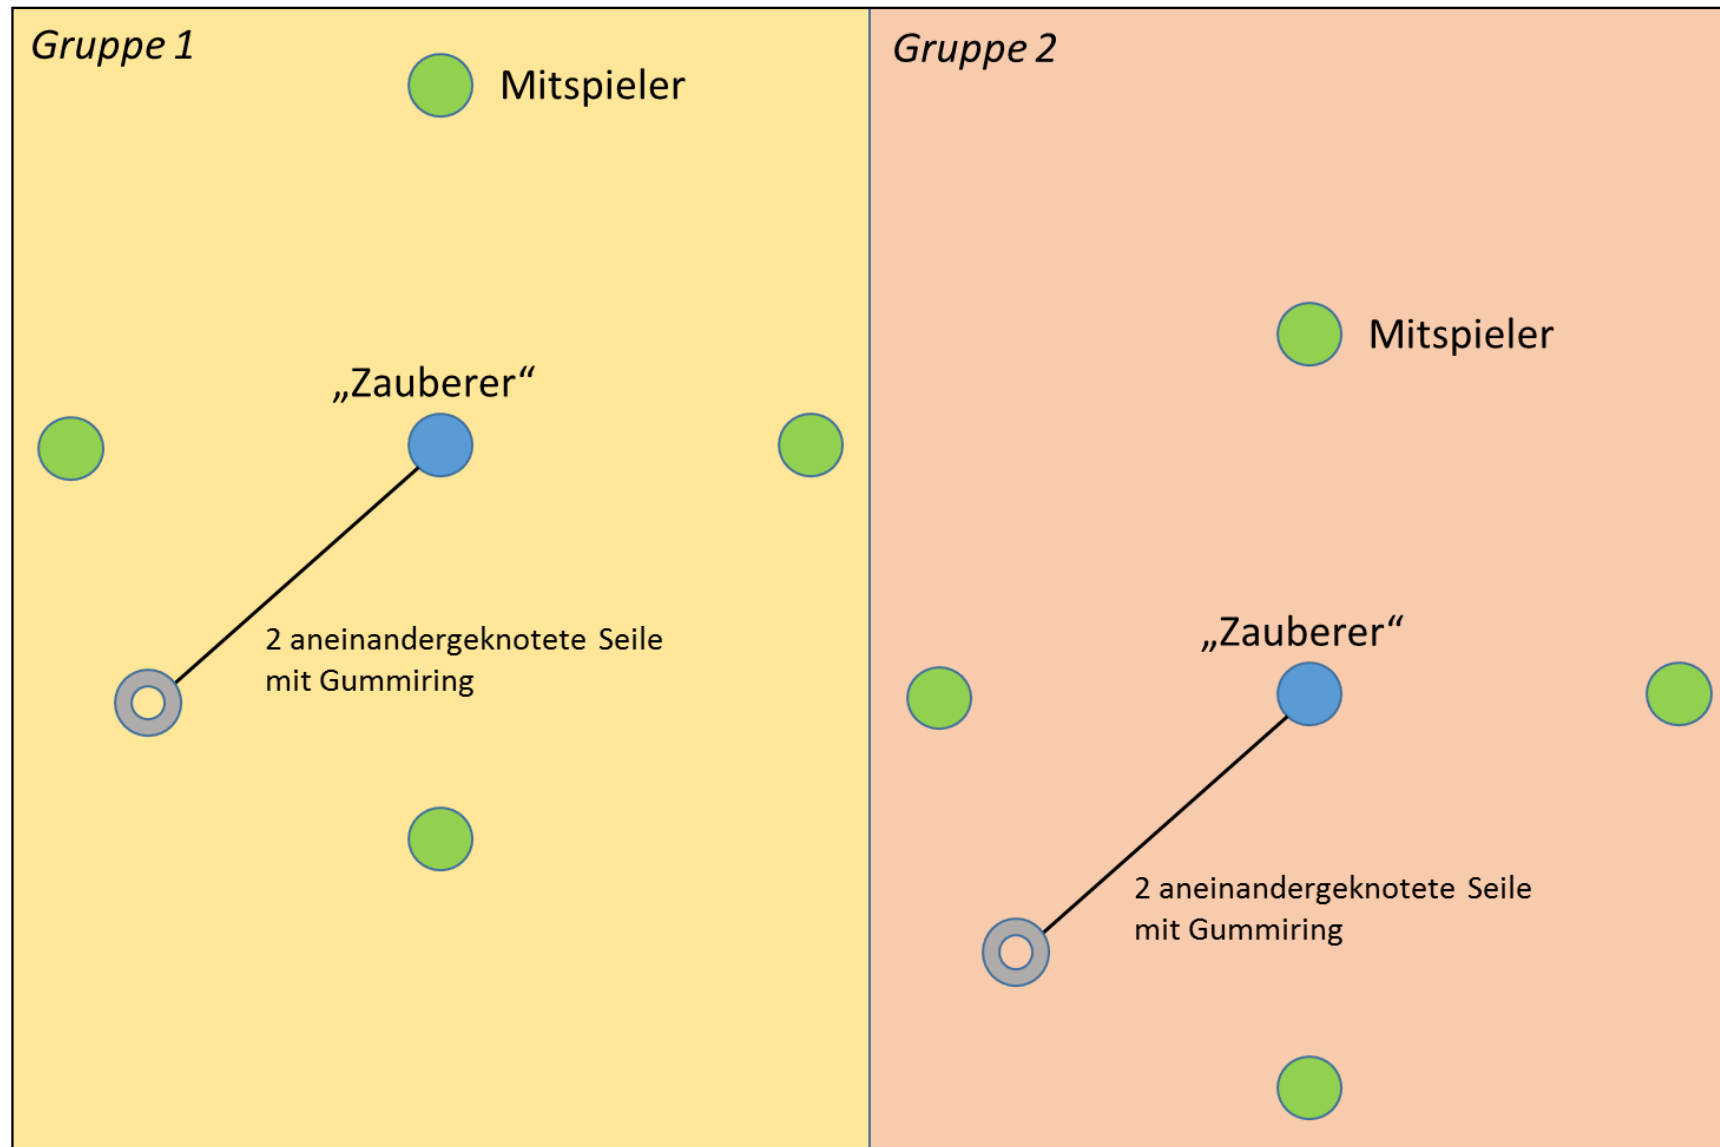 Gruppe 1
Mitspieler
„Zauberer“
2 aneinandergeknotete Seile
mit Gummiring
Gruppe 2
Mitspieler
„Zauberer“
2 aneinandergeknotete Seile
mit Gummiring